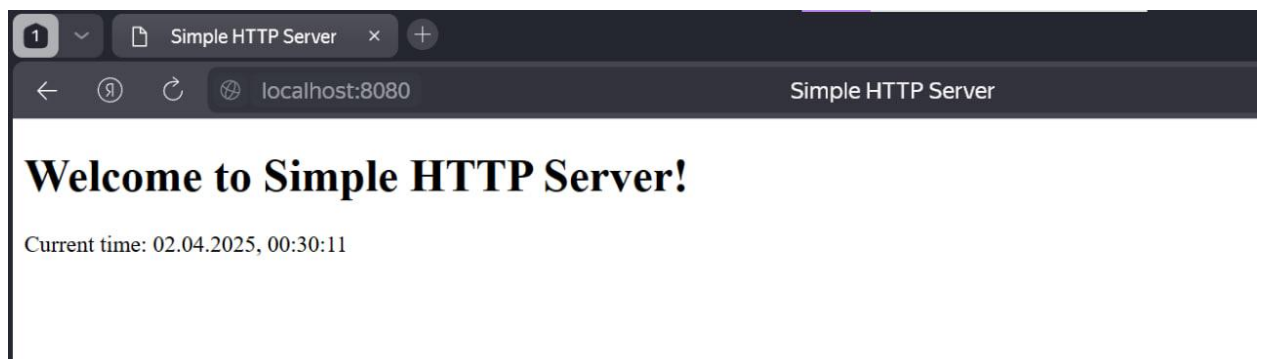 1
Simple HTTP Server
Я
localhost:8080
Simple HTTP Server
Welcome to Simple HTTP Server!
Current time: 02.04.2025, 00:30:11